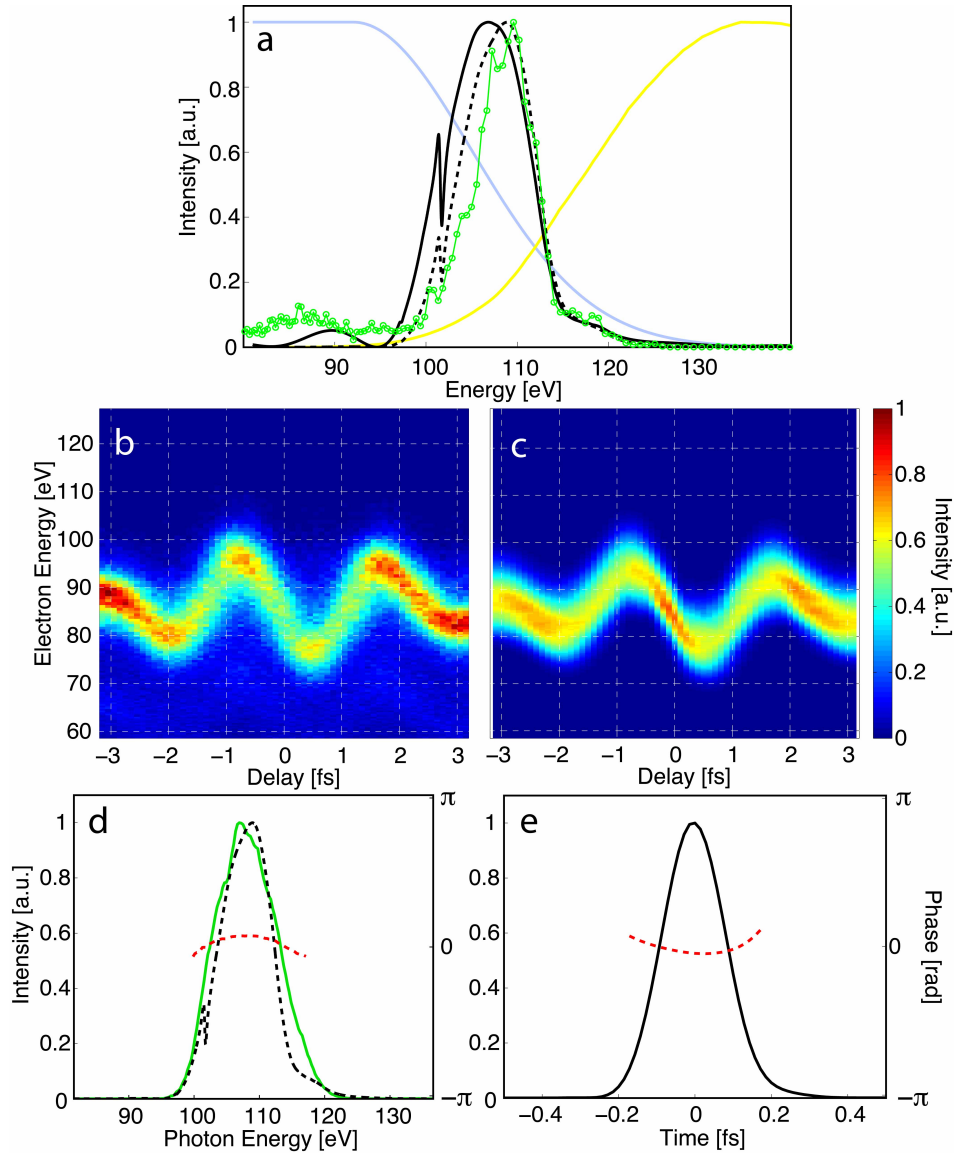 a
1
0.8
0.6
0.4
0.2
0
Intensity [a.u.]
90 100 110 120 130
Energy [eV]
b
120
110
100
90
80
70
60
Electron Energy [eV]
−3 −2 −1 0 1 2 3
Delay [fs]
c
−3 −2 −1 0 1 2 3
Delay [fs]
1
0.8
0.6
0.4
0.2
0
Intensity [a.u.]
d
1
0.8
0.6
0.4
0.2
0
Intensity [a.u.]
π
0
−π
90 100 110 120 130
Photon Energy [eV]
e
1
0.8
0.6
0.4
0.2
0
π
0
−π
Phase [rad]
−0.4 −0.2 0 0.2 0.4
Time [fs]